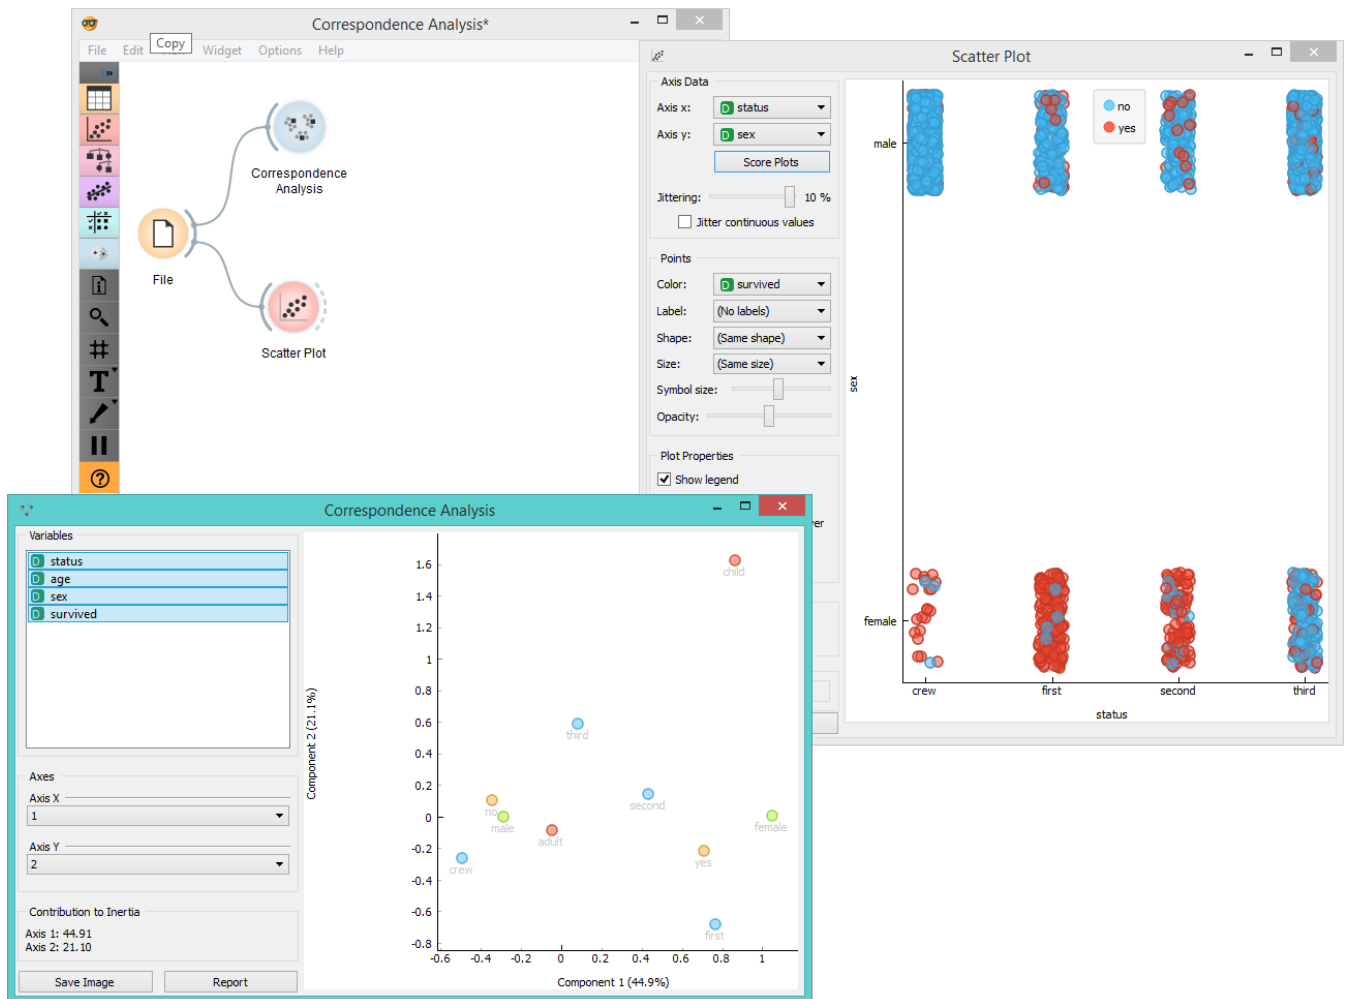 Correspondence Analysis*
File Edit Widget Options Help
Copy
Correspondence
Analysis
File
Scatter Plot
Scatter Plot
Axis Data
Axis x: D status
Axis y: D sex
Score Plots
Jittering: 10 %
Jitter continuous values
Points
Color: D survived
Label: (No labels)
Shape: (Same shape)
Size: (Same size)
Symbol size:
Opacity:
Plot Properties
Show legend
no
yes
male
female
sex
crew first second third
status
Correspondence Analysis
Variables
D status
D age
D sex
D survived
Axes
Axis X
1
Axis Y
2
Contribution to Inertia
Axis 1: 44.91
Axis 2: 21.10
Save Image Report
Component 2 (21.1%)
1.6
1.4
1.2
1
0.8
0.6
0.4
0.2
0
-0.2
-0.4
-0.6
-0.8
child
third
second
no
male
adult
female
crew
yes
first
-0.6 -0.4 -0.2 0 0.2 0.4 0.6 0.8 1
Component 1 (44.9%)